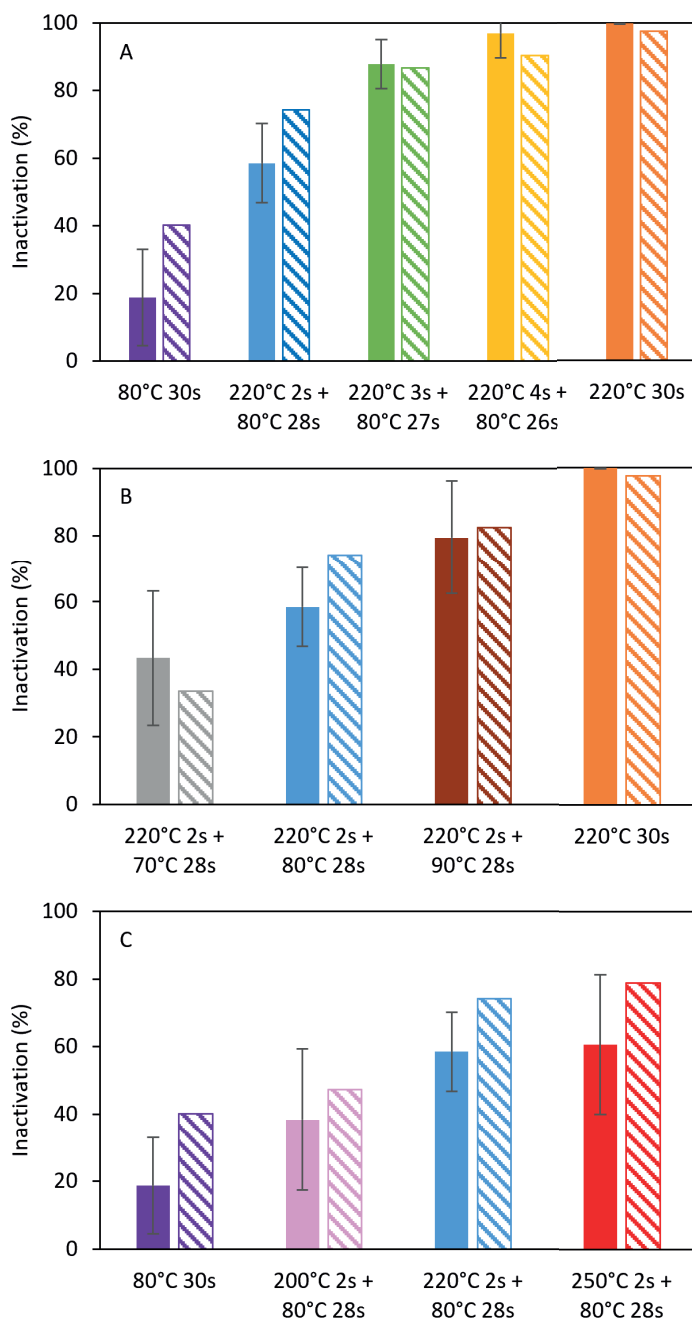 100
A
80
60
40
20
0
Inactivation (%)
80°C 30s
220°C 2s +
80°C 28s
220°C 3s +
80°C 27s
220°C 4s +
80°C 26s
220°C 30s
100
B
80
60
40
20
0
Inactivation (%)
220°C 2s +
70°C 28s
220°C 2s +
80°C 28s
220°C 2s +
90°C 28s
220°C 30s
100
C
80
60
40
20
0
Inactivation (%)
80°C 30s
200°C 2s +
80°C 28s
220°C 2s +
80°C 28s
250°C 2s +
80°C 28s